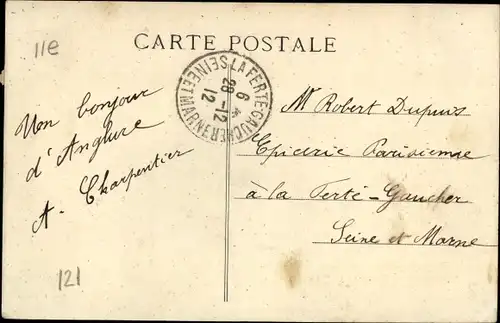 11e
CARTE POSTALE
LA FERTE-GAUCHER SEINE ET MARNE
6 *
28-12
12
Un bonjour
d'Anglure
A. Charpentier
Mr Robert Dupuis
Epicerie Parisienne
à la Ferté-Gaucher
Seine et Marne
121